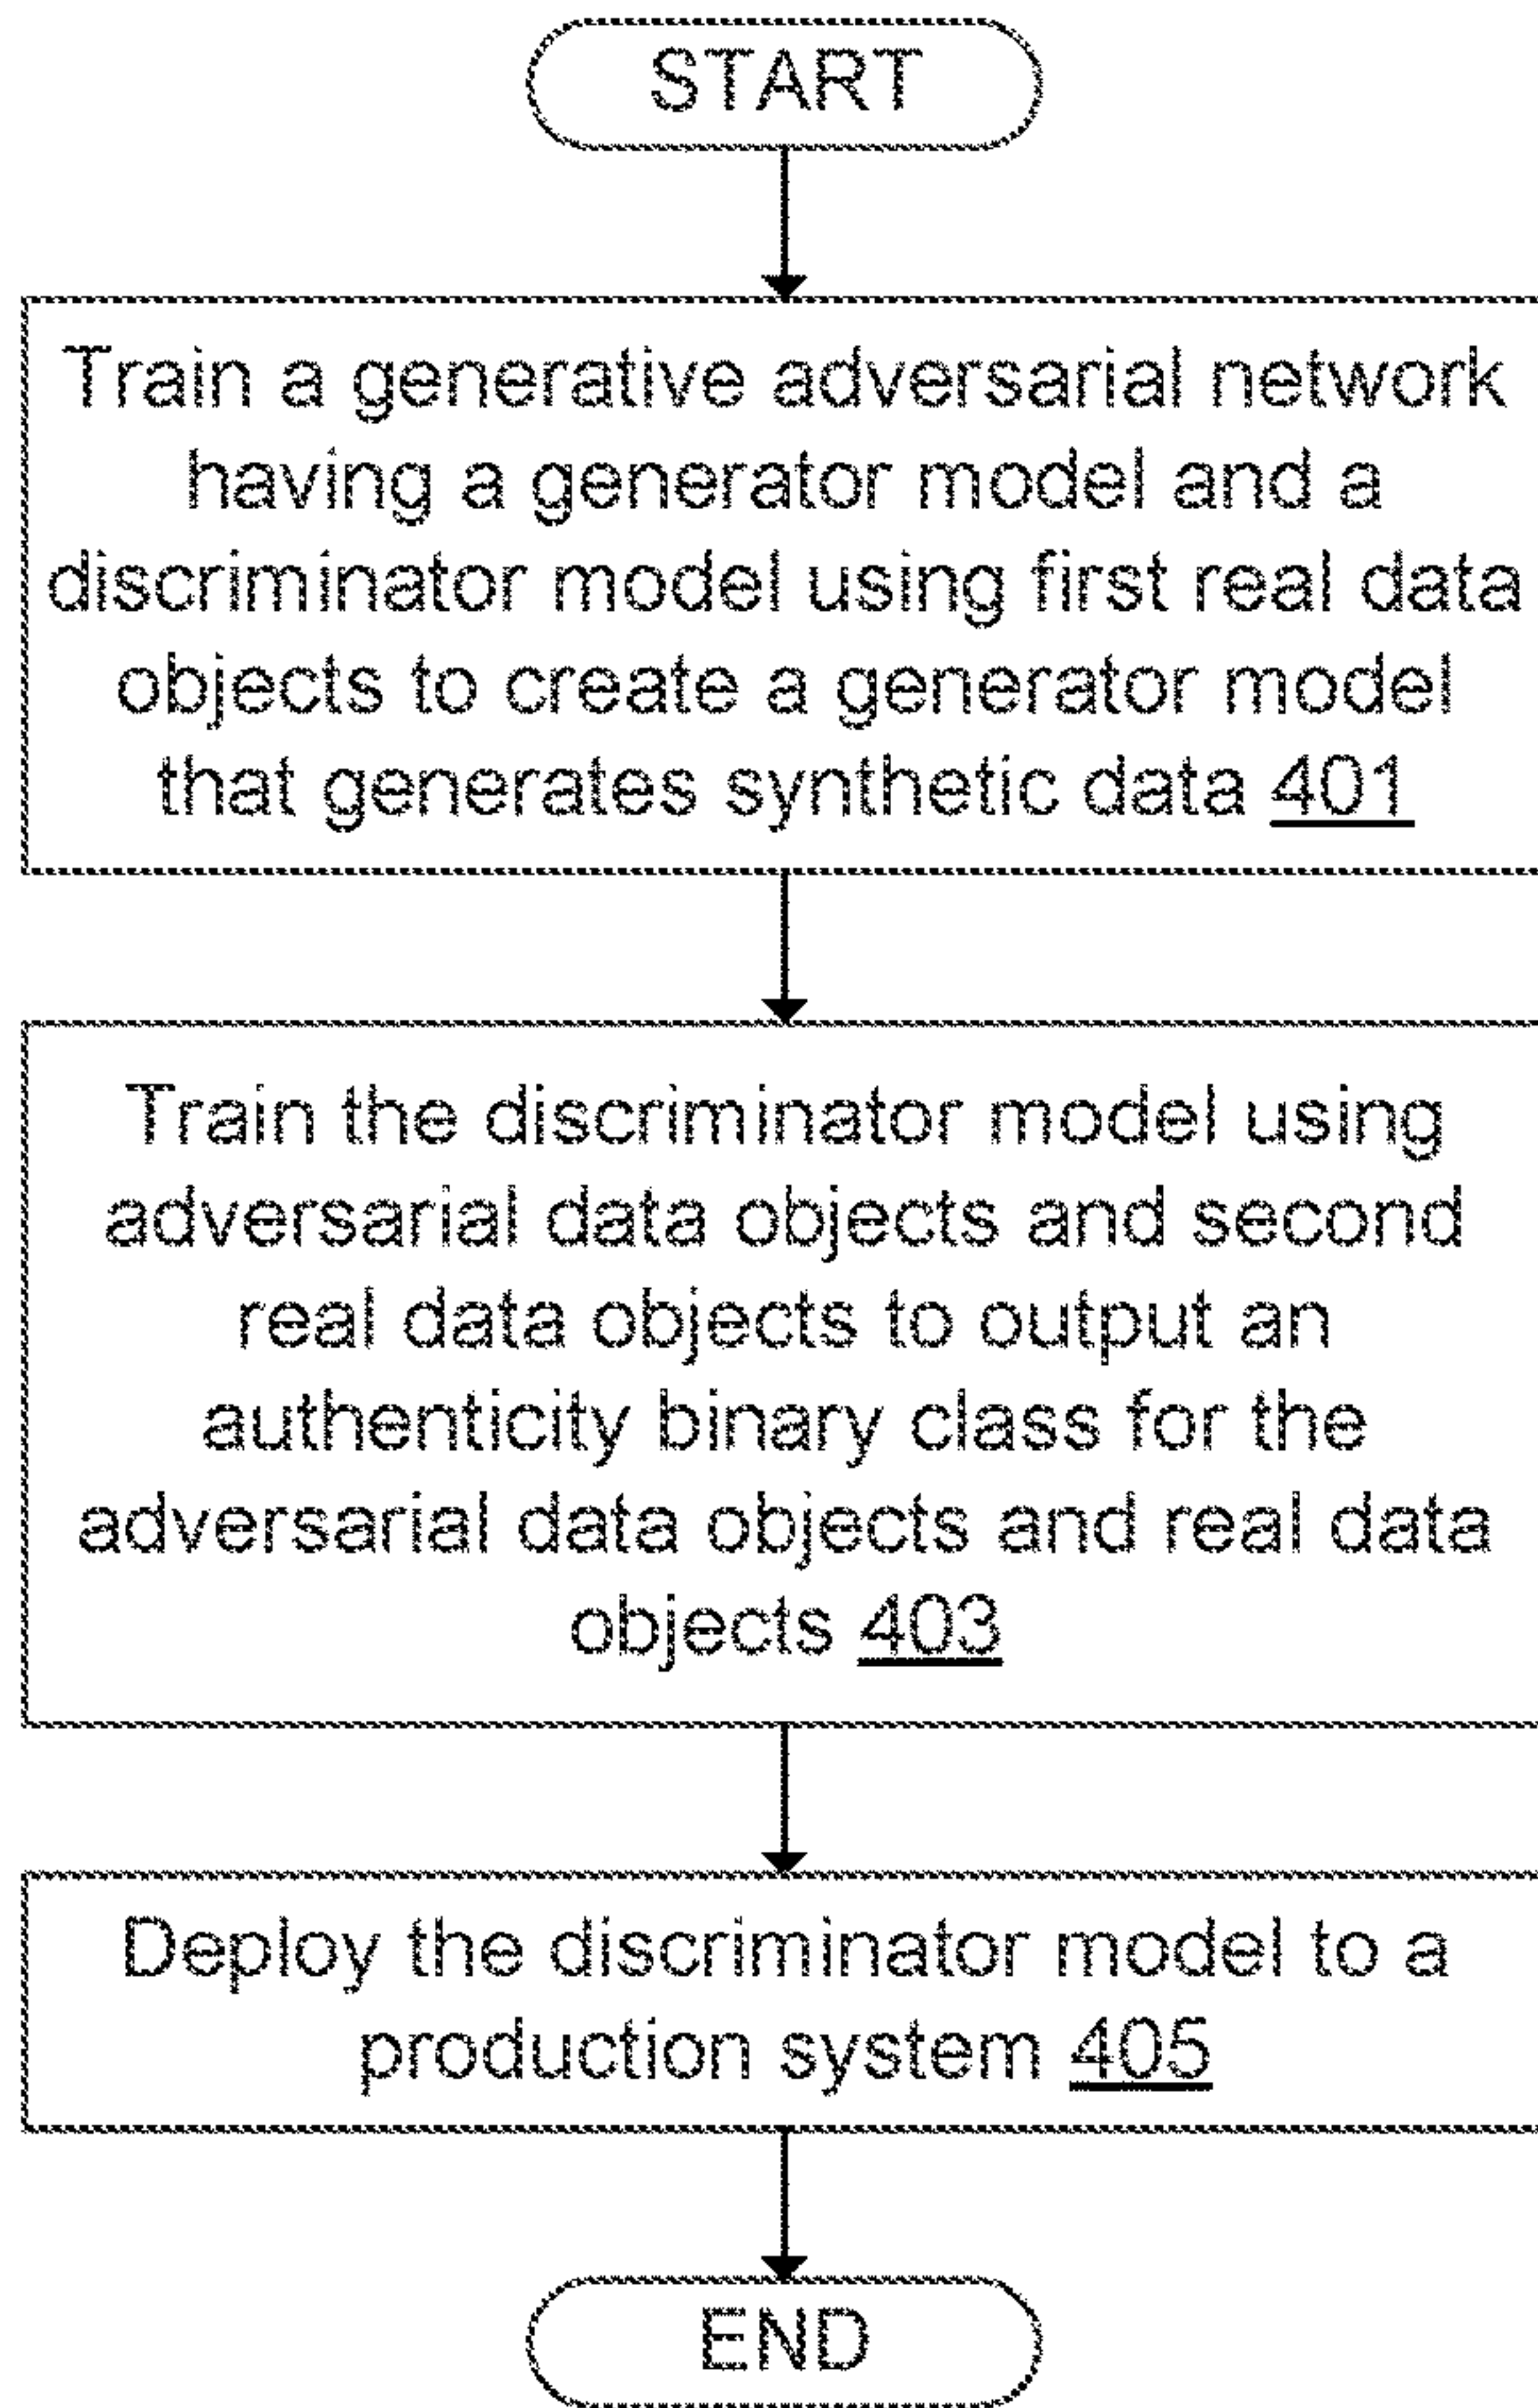 START
Train a generative adversarial network
having a generator model and a
discriminator model using first real data
objects to create a generator model
that generates synthetic data 401
Train the discriminator model using
adversarial data objects and second
real data objects to output an
authenticity binary class for the
adversarial data objects and real data
objects 403
Deploy the discriminator model to a
production system 405
END